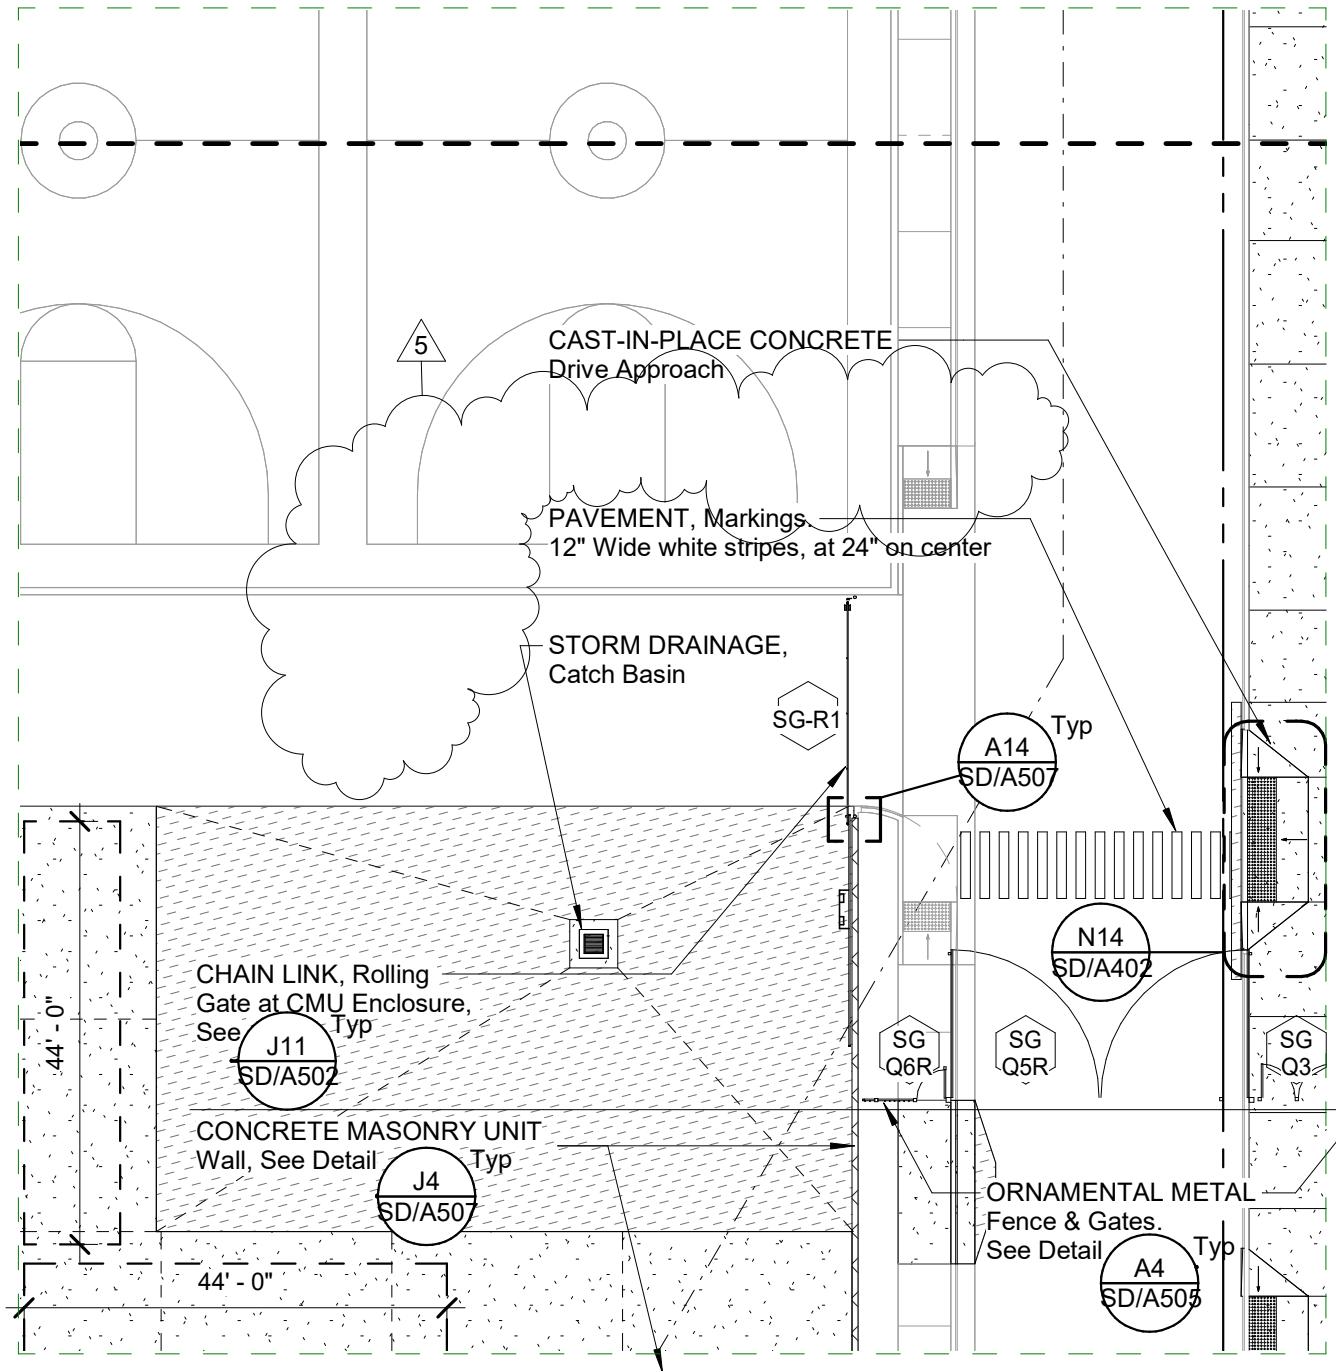 5
CAST-IN-PLACE CONCRETE
Drive Approach
PAVEMENT, Markings.
12" Wide white stripes, at 24" on center
STORM DRAINAGE,
Catch Basin
SG-R1
A14
SD/A507
Typ
CHAIN LINK, Rolling
Gate at CMU Enclosure,
See
J11
SD/A502
Typ
N14
SD/A402
SG
Q6R
SG
Q5R
SG
Q3
44' - 0"
CONCRETE MASONRY UNIT
Wall, See Detail
J4
SD/A507
Typ
ORNAMENTAL METAL
Fence & Gates.
See Detail
A4
SD/A505
Typ
44' - 0"